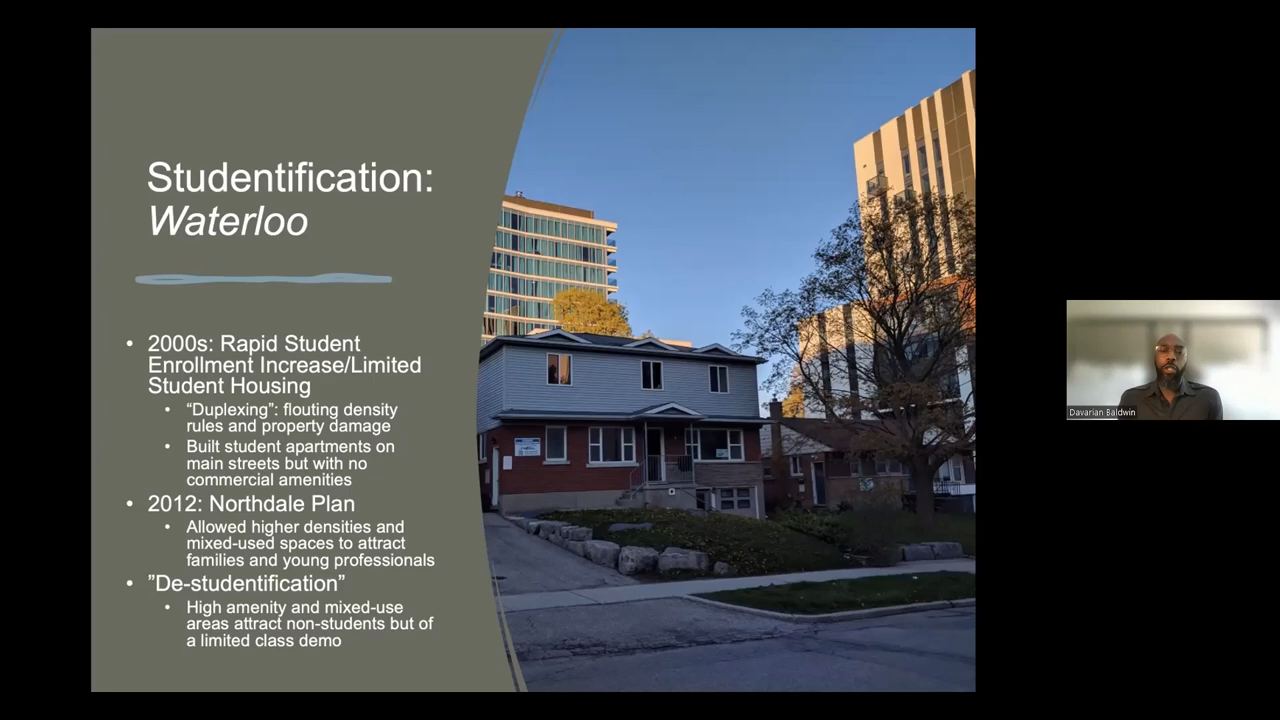 Studentification:
Waterloo
• 2000s: Rapid Student
Enrollment Increase/Limited
Student Housing
• “Duplexing”: flouting density
rules and property damage
• Built student apartments on
main streets but with no
commercial amenities
• 2012: Northdale Plan
• Allowed higher densities and
mixed-used spaces to attract
families and young professionals
• ”De-studentification”
• High amenity and mixed-use
areas attract non-students but of
a limited class demo
Davarian Baldwin